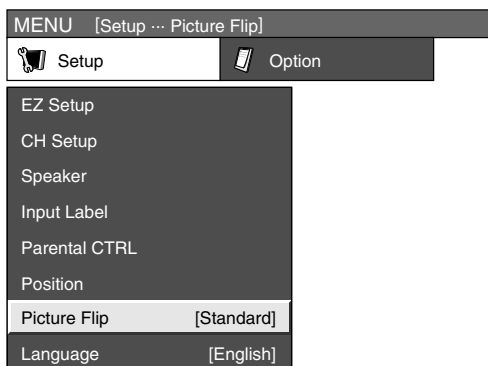 MENU [Setup ··· Picture Flip]
Setup Option
EZ Setup
CH Setup
Speaker
Input Label
Parental CTRL
Position
Picture Flip [Standard]
Language [English]